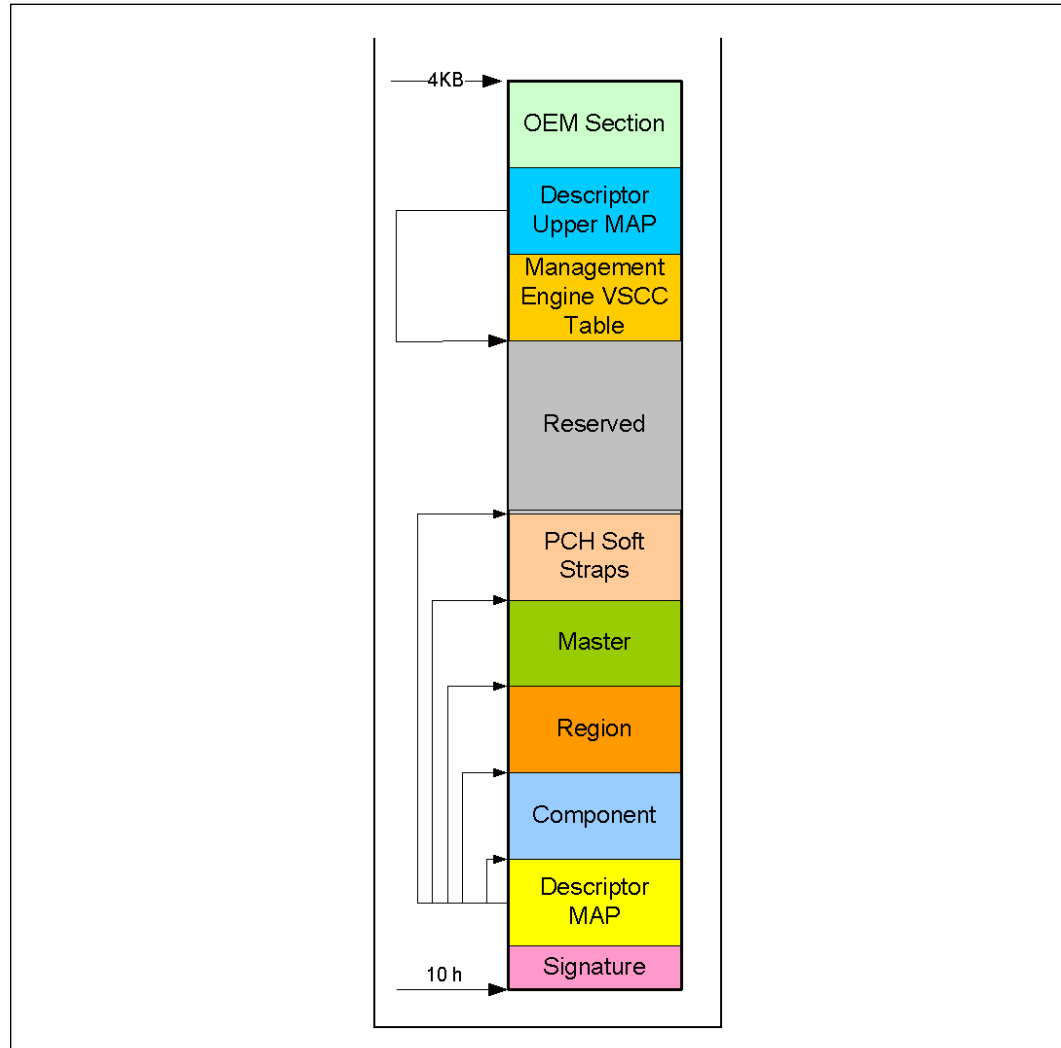 4KB
OEM Section
Descriptor
Upper MAP
Management
Engine VSCC
Table
Reserved
PCH Soft
Straps
Master
Region
Component
Descriptor
MAP
10 h
Signature